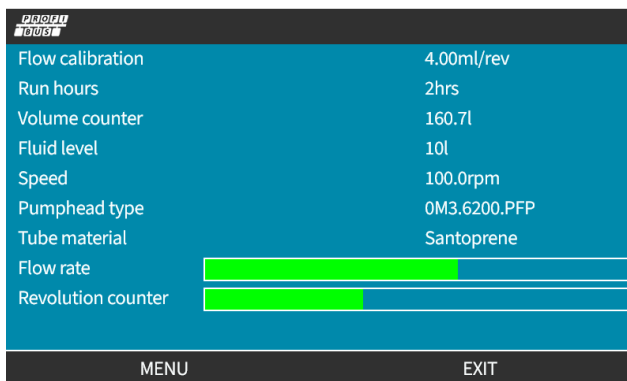 PROFI
BUS
Flow calibration 4.00ml/rev
Run hours 2hrs
Volume counter 160.7l
Fluid level 10l
Speed 100.0rpm
Pumphead type 0M3.6200.PFP
Tube material Santoprene
Flow rate
Revolution counter
MENU EXIT